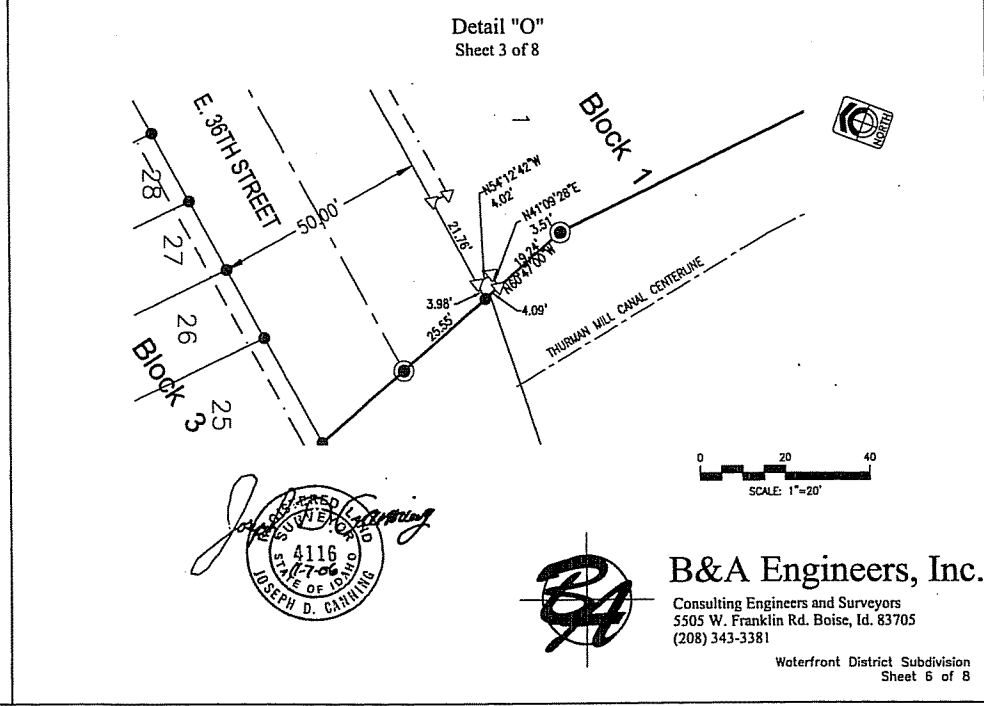 Detail "O"
Sheet 3 of 8
E. 36TH STREET
Block 1
1
NORTH
28
27
26
25
Block 3
50.00'
21.76'
N54°12'42"W
4.02'
N41°09'28"E
3.51'
19.24'
N60°47'00"W
3.98'
4.09'
25.55'
THURMAN MILL CANAL CENTERLINE
0 20 40
SCALE: 1"=20'
REGISTERED LAND
SURVEYOR
4116
STATE OF IDAHO
JOSEPH D. CANNING
B&A Engineers, Inc.
Consulting Engineers and Surveyors
5505 W. Franklin Rd. Boise, Id. 83705
(208) 343-3381
Waterfront District Subdivision
Sheet 6 of 8